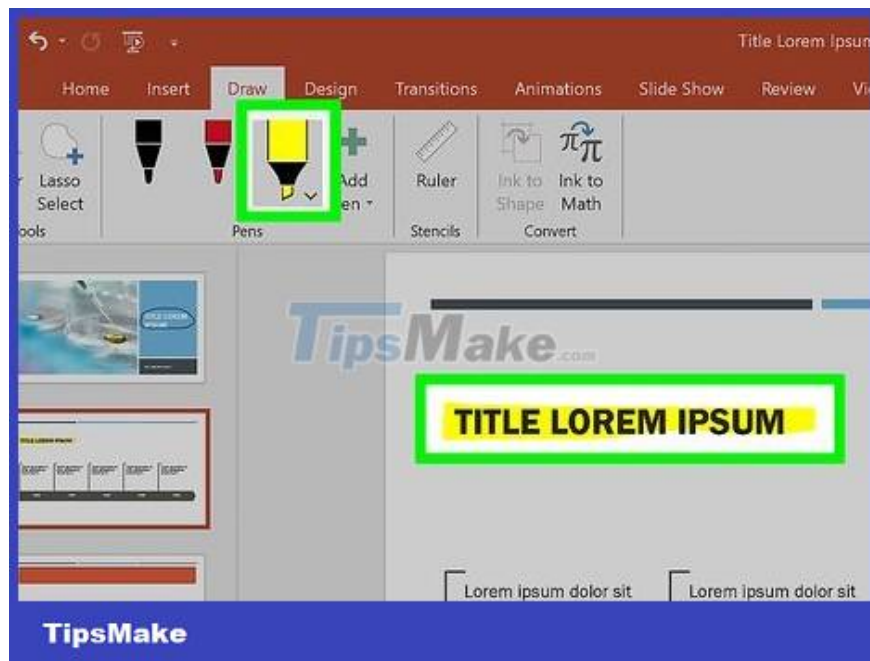 Title Lorem Ipsum
Home Insert Draw Design Transitions Animations Slide Show Review
Lasso Add Ruler Ink to Ink to
Select Shape Math
Pens Stencils Convert
TipsMake.com
TITLE LOREM IPSUM
Lorem ipsum dolor sit Lorem ipsum dolor sit
TipsMake